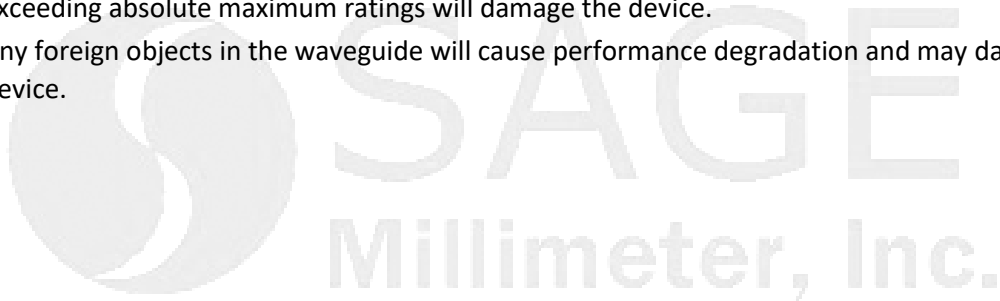 xceeding absolute maximum ratings will damage the device.
ny foreign objects in the waveguide will cause performance degradation and may da
evice.
SAGE
Millimeter, Inc.